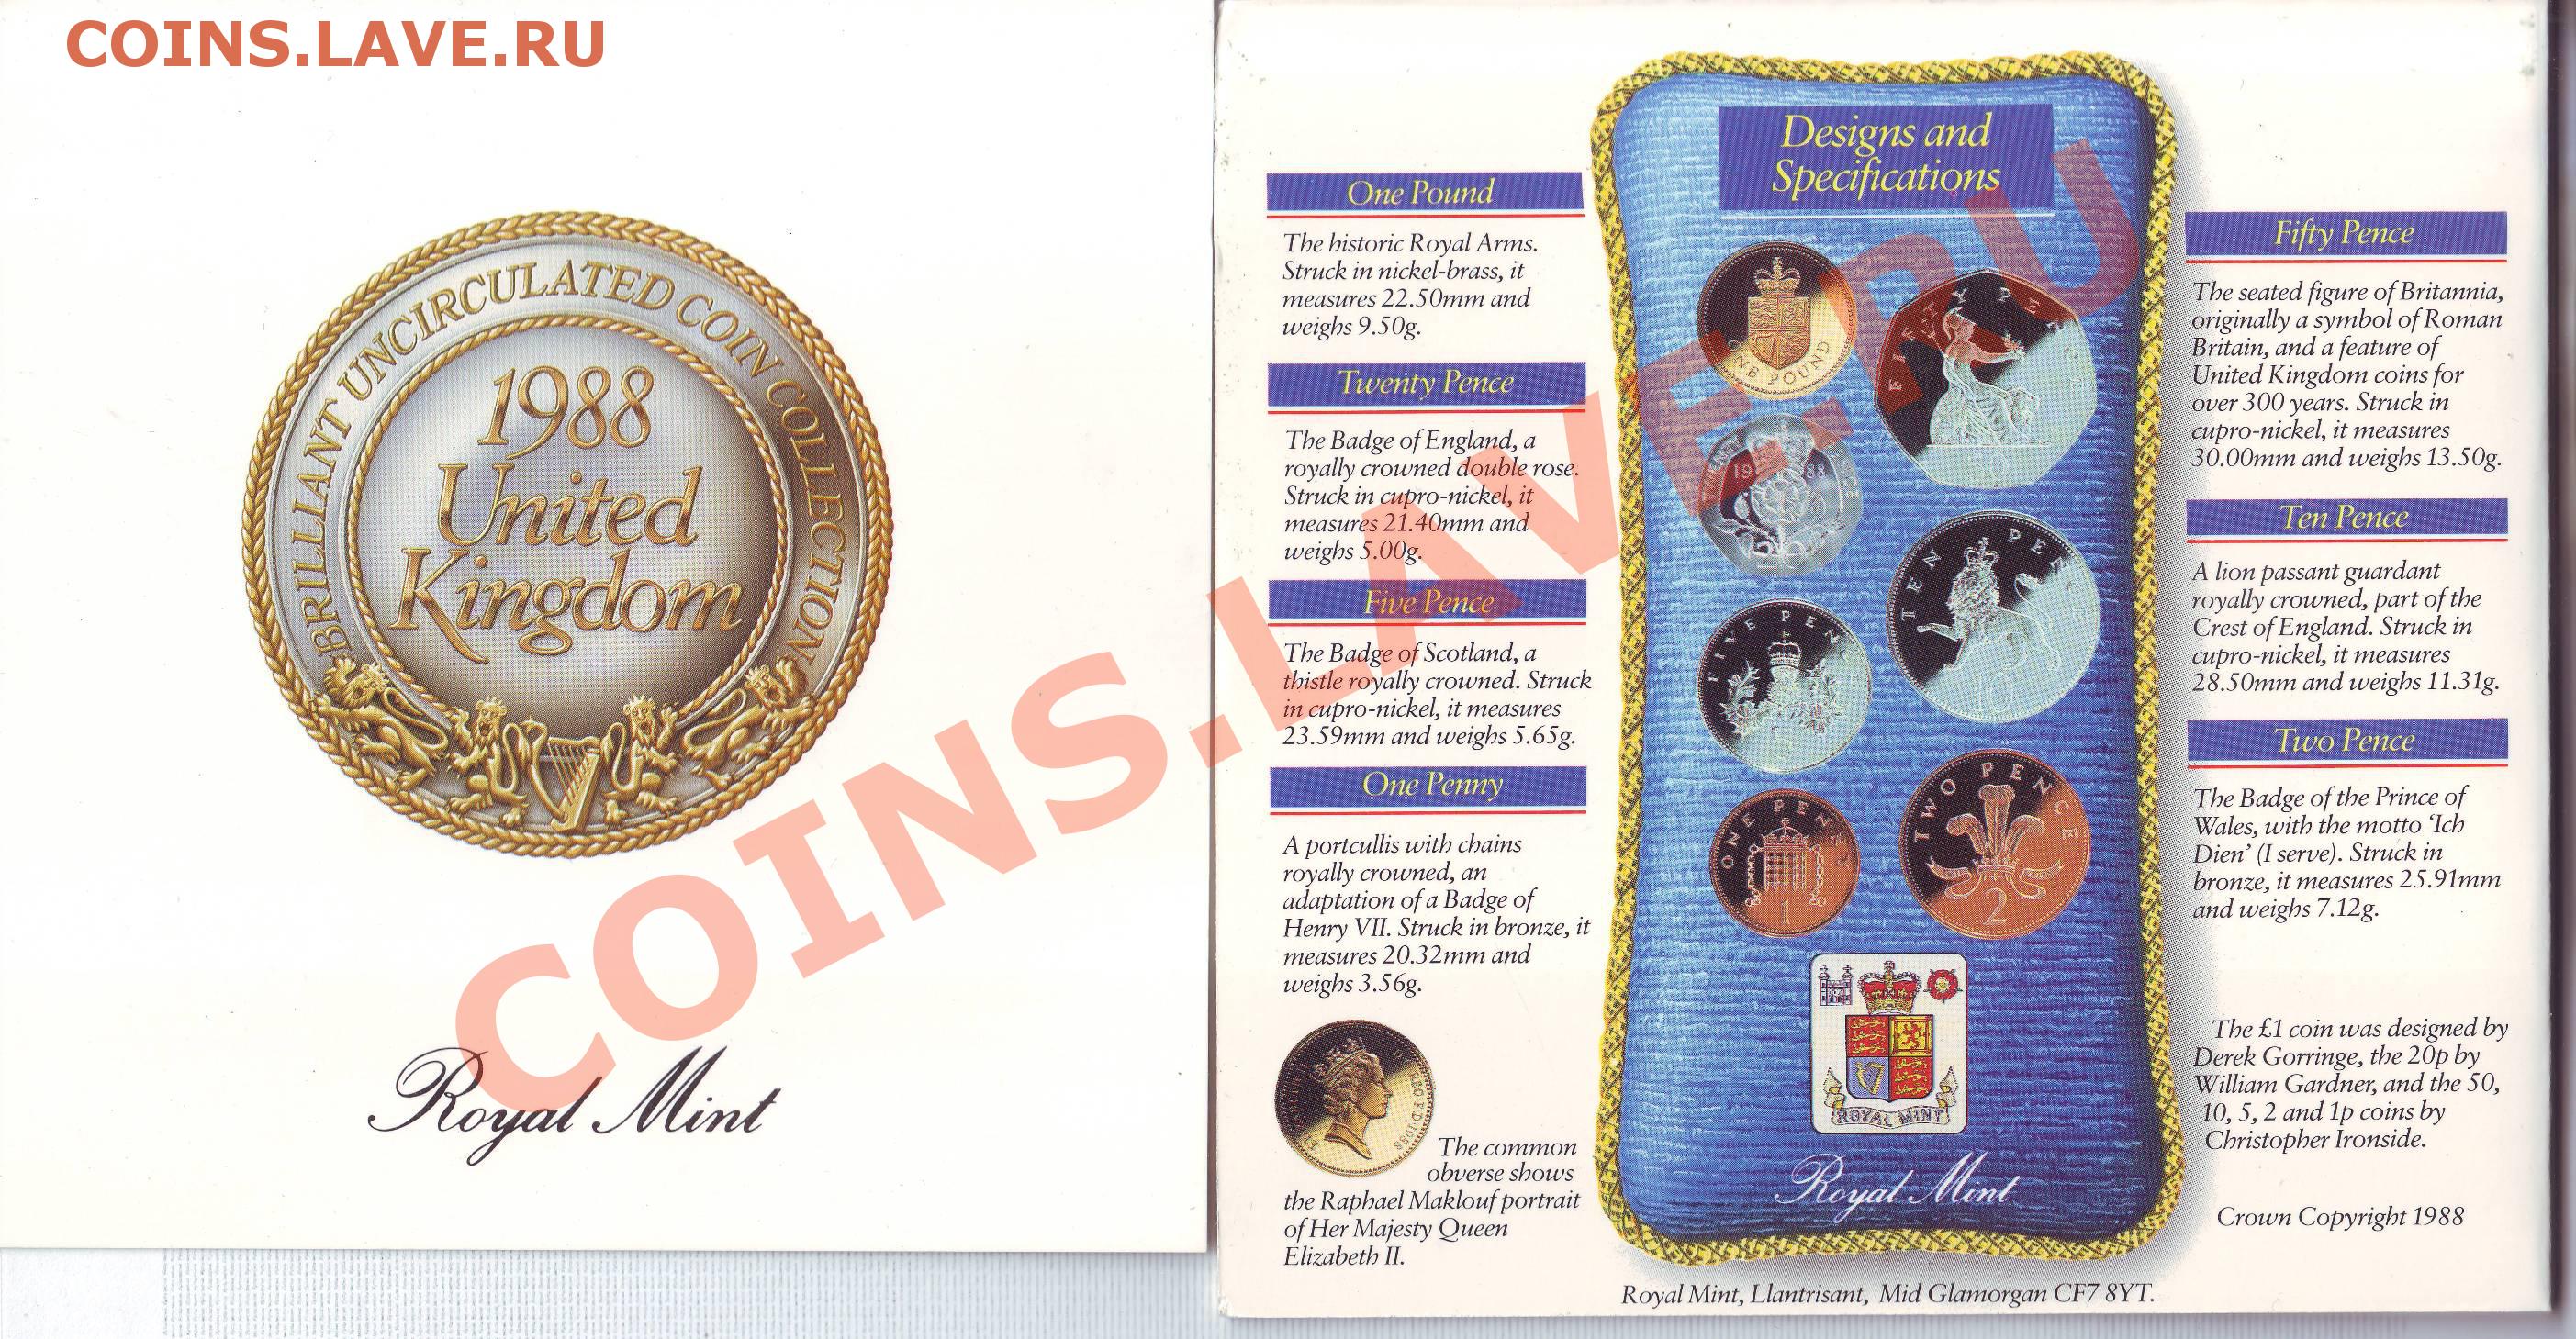 COINS.LAVE.RU
BRILLIANT UNCIRCULATED COIN COLLECTION
1988
United
Kingdom
Royal Mint
COINS.LAVE.RU
Designs and
Specifications
One Pound
The historic Royal Arms.
Struck in nickel-brass, it
measures 22.50mm and
weighs 9.50g.
Twenty Pence
The Badge of England, a
royally crowned double rose.
Struck in cupro-nickel, it
measures 21.40mm and
weighs 5.00g.
Five Pence
The Badge of Scotland, a
thistle royally crowned. Struck
in cupro-nickel, it measures
23.59mm and weighs 5.65g.
One Penny
A portcullis with chains
royally crowned, an
adaptation of a Badge of
Henry VII. Struck in bronze, it
measures 20.32mm and
weighs 3.56g.
The common
obverse shows
the Raphael Maklouf portrait
of Her Majesty Queen
Elizabeth II.
ONE POUND
FIFTY PENCE
TWENTY
19 88
TEN PENCE
FIVE PENCE
5
ONE PENNY
1
TWO PENCE
2
ROYAL MINT
Royal Mint
Fifty Pence
The seated figure of Britannia,
originally a symbol of Roman
Britain, and a feature of
United Kingdom coins for
over 300 years. Struck in
cupro-nickel, it measures
30.00mm and weighs 13.50g.
Ten Pence
A lion passant guardant
royally crowned, part of the
Crest of England. Struck in
cupro-nickel, it measures
28.50mm and weighs 11.31g.
Two Pence
The Badge of the Prince of
Wales, with the motto ‘Ich
Dien’ (I serve). Struck in
bronze, it measures 25.91mm
and weighs 7.12g.
The £1 coin was designed by
Derek Gorringe, the 20p by
William Gardner, and the 50,
10, 5, 2 and 1p coins by
Christopher Ironside.
Crown Copyright 1988
Royal Mint, Llantrisant, Mid Glamorgan CF7 8YT.